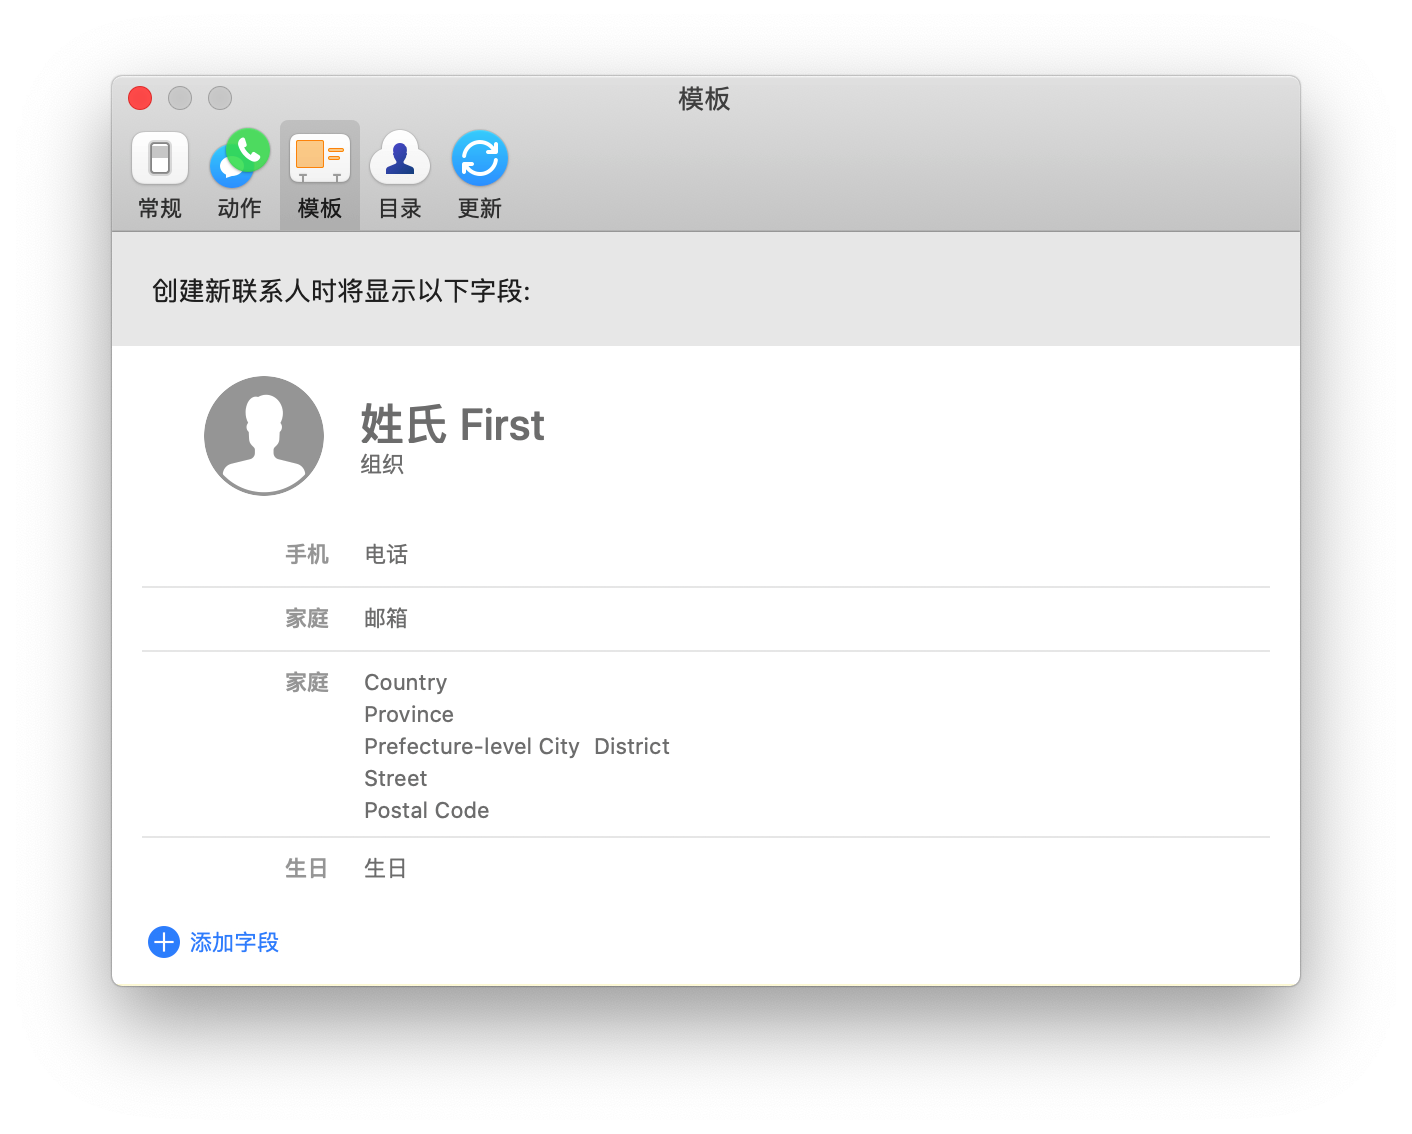 模板
常规 动作 模板 目录 更新
创建新联系人时将显示以下字段:
姓氏 First
组织
手机 电话
家庭 邮箱
家庭 Country
Province
Prefecture-level City District
Street
Postal Code
生日 生日
添加字段